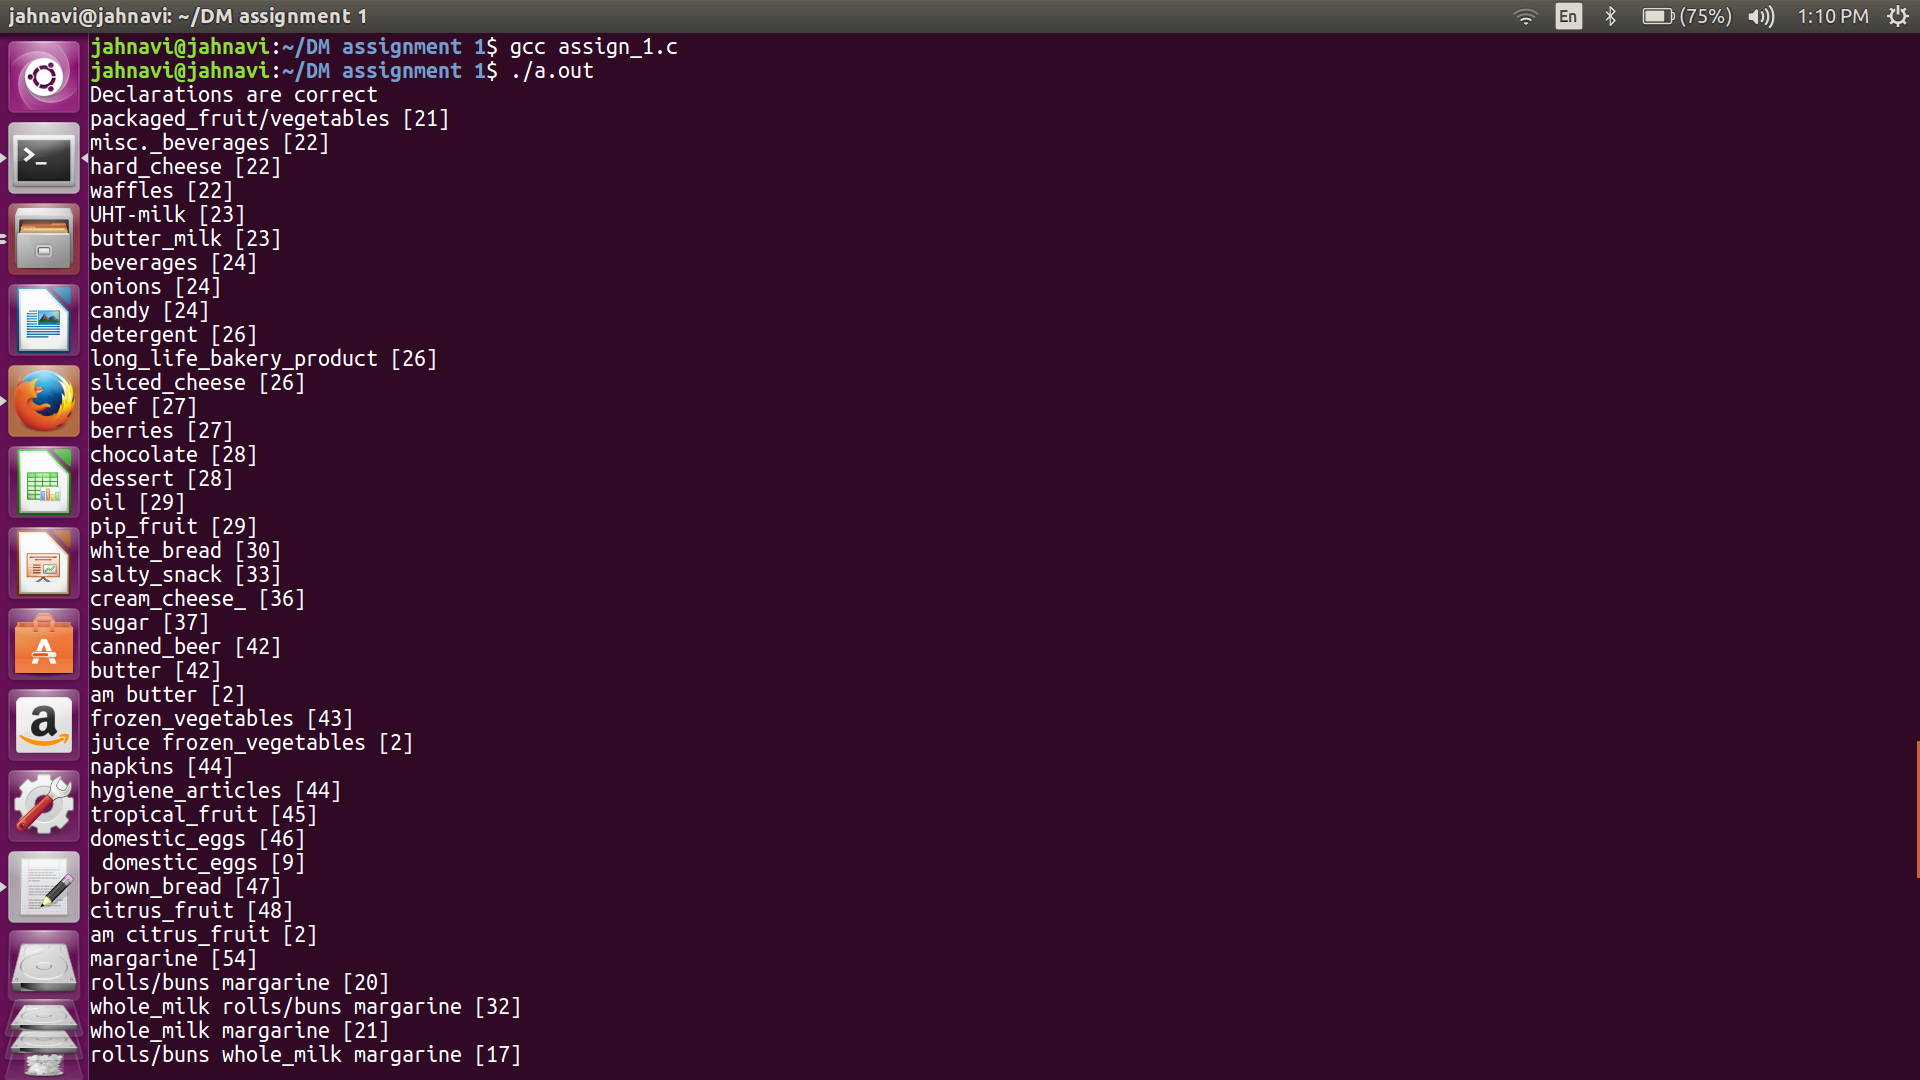 jahnavi@jahnavi: ~/DM assignment 1
En
(75%)
1:10 PM
jahnavi@jahnavi:~/DM assignment 1$ gcc assign_1.c
jahnavi@jahnavi:~/DM assignment 1$ ./a.out
Declarations are correct
packaged_fruit/vegetables [21]
misc._beverages [22]
hard_cheese [22]
waffles [22]
UHT-milk [23]
butter_milk [23]
beverages [24]
onions [24]
candy [24]
detergent [26]
long_life_bakery_product [26]
sliced_cheese [26]
beef [27]
berries [27]
chocolate [28]
dessert [28]
oil [29]
pip_fruit [29]
white_bread [30]
salty_snack [33]
cream_cheese_ [36]
sugar [37]
canned_beer [42]
butter [42]
am butter [2]
frozen_vegetables [43]
juice frozen_vegetables [2]
napkins [44]
hygiene_articles [44]
tropical_fruit [45]
domestic_eggs [46]
 domestic_eggs [9]
brown_bread [47]
citrus_fruit [48]
am citrus_fruit [2]
margarine [54]
rolls/buns margarine [20]
whole_milk rolls/buns margarine [32]
whole_milk margarine [21]
rolls/buns whole_milk margarine [17]